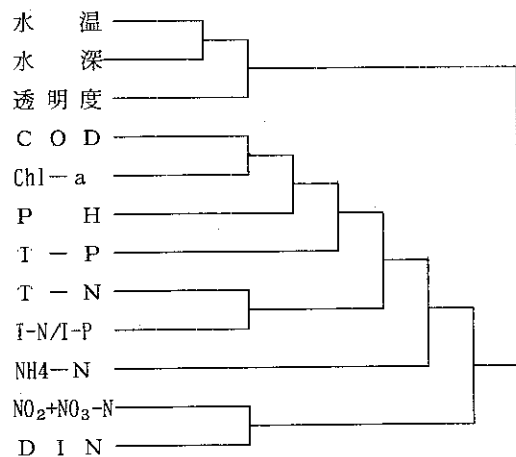 水 温
水 深
透 明 度
C O D
Chl－a
P H
T － P
T － N
T-N/T-P
NH4－N
NO₂+NO₃-N
D I N